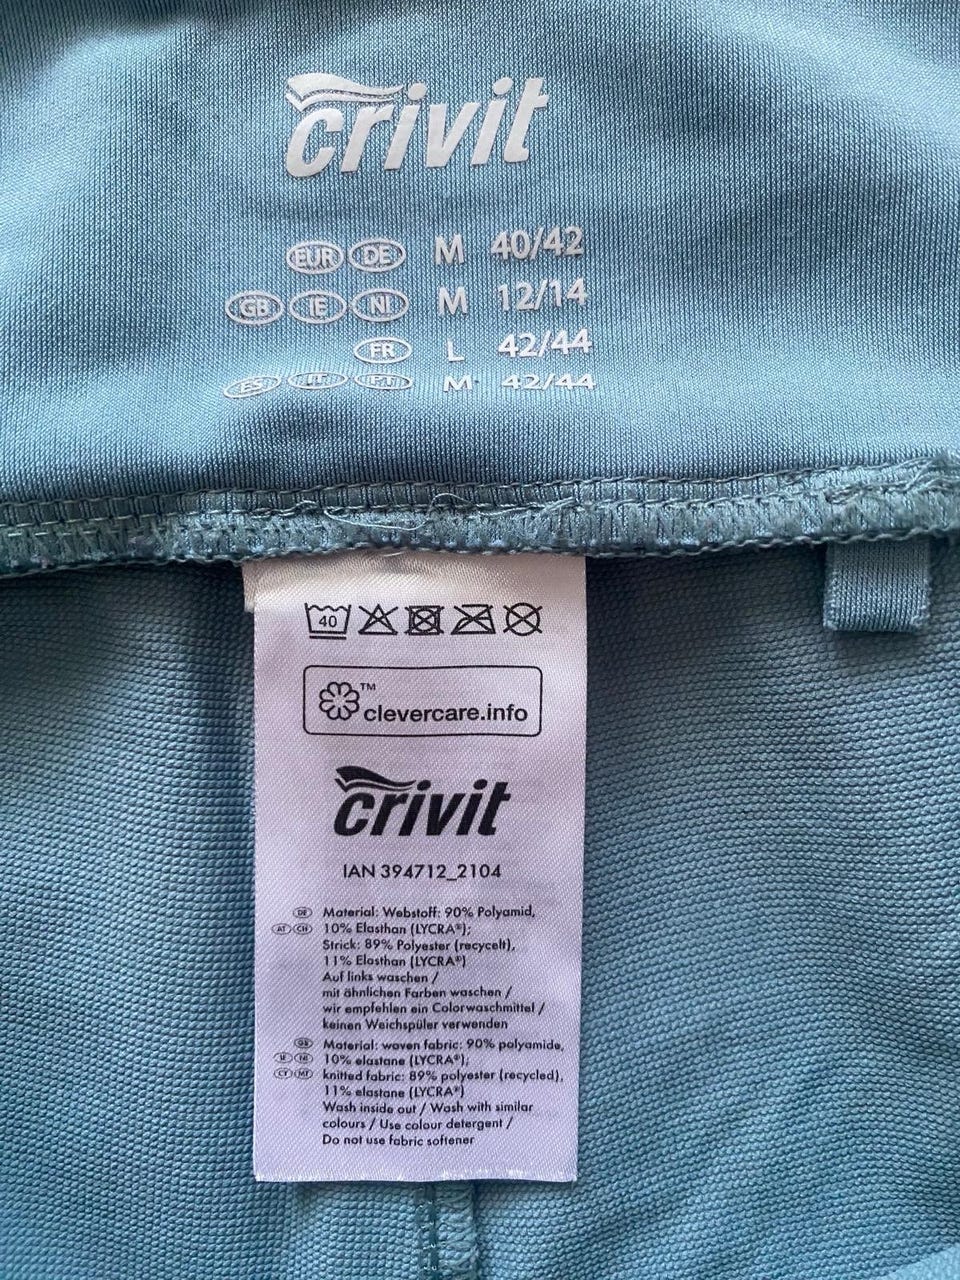 crivit
EUR DE M 40/42
GB IE NI M 12/14
FR L 42/44
ES IT PT M 42/44
40
TM
clevercare.info
crivit
IAN 394712_2104
DE Material: Webstoff: 90% Polyamid,
AT CH 10% Elasthan (LYCRA®);
Strick: 89% Polyester (recycelt),
11% Elasthan (LYCRA®)
Auf links waschen /
mit ähnlichen Farben waschen /
wir empfehlen ein Colorwaschmittel /
keinen Weichspüler verwenden
GB Material: woven fabric: 90% polyamide,
IE NI 10% elastane (LYCRA®);
CY MT knitted fabric: 89% polyester (recycled),
11% elastane (LYCRA®)
Wash inside out / Wash with similar
colours / Use colour detergent /
Do not use fabric softener